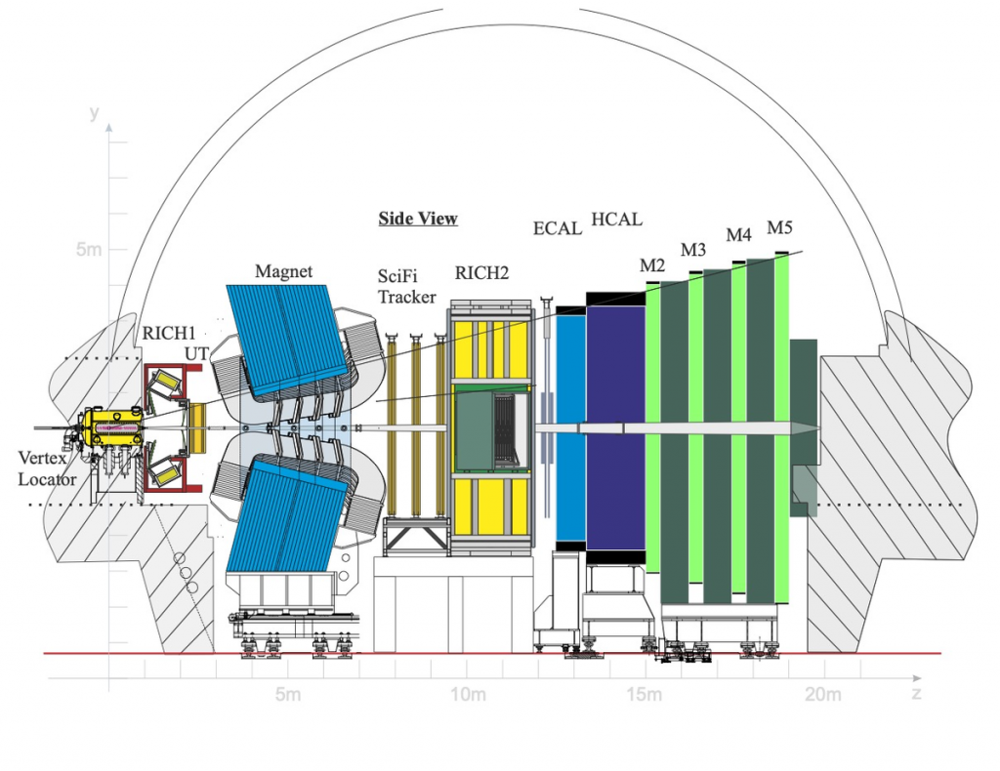 y
Side View
ECAL
HCAL
M5
M4
M3
M2
5m
Magnet
SciFi
Tracker
RICH2
RICH1
UT
Vertex
Locator
5m
10m
15m
20m
z